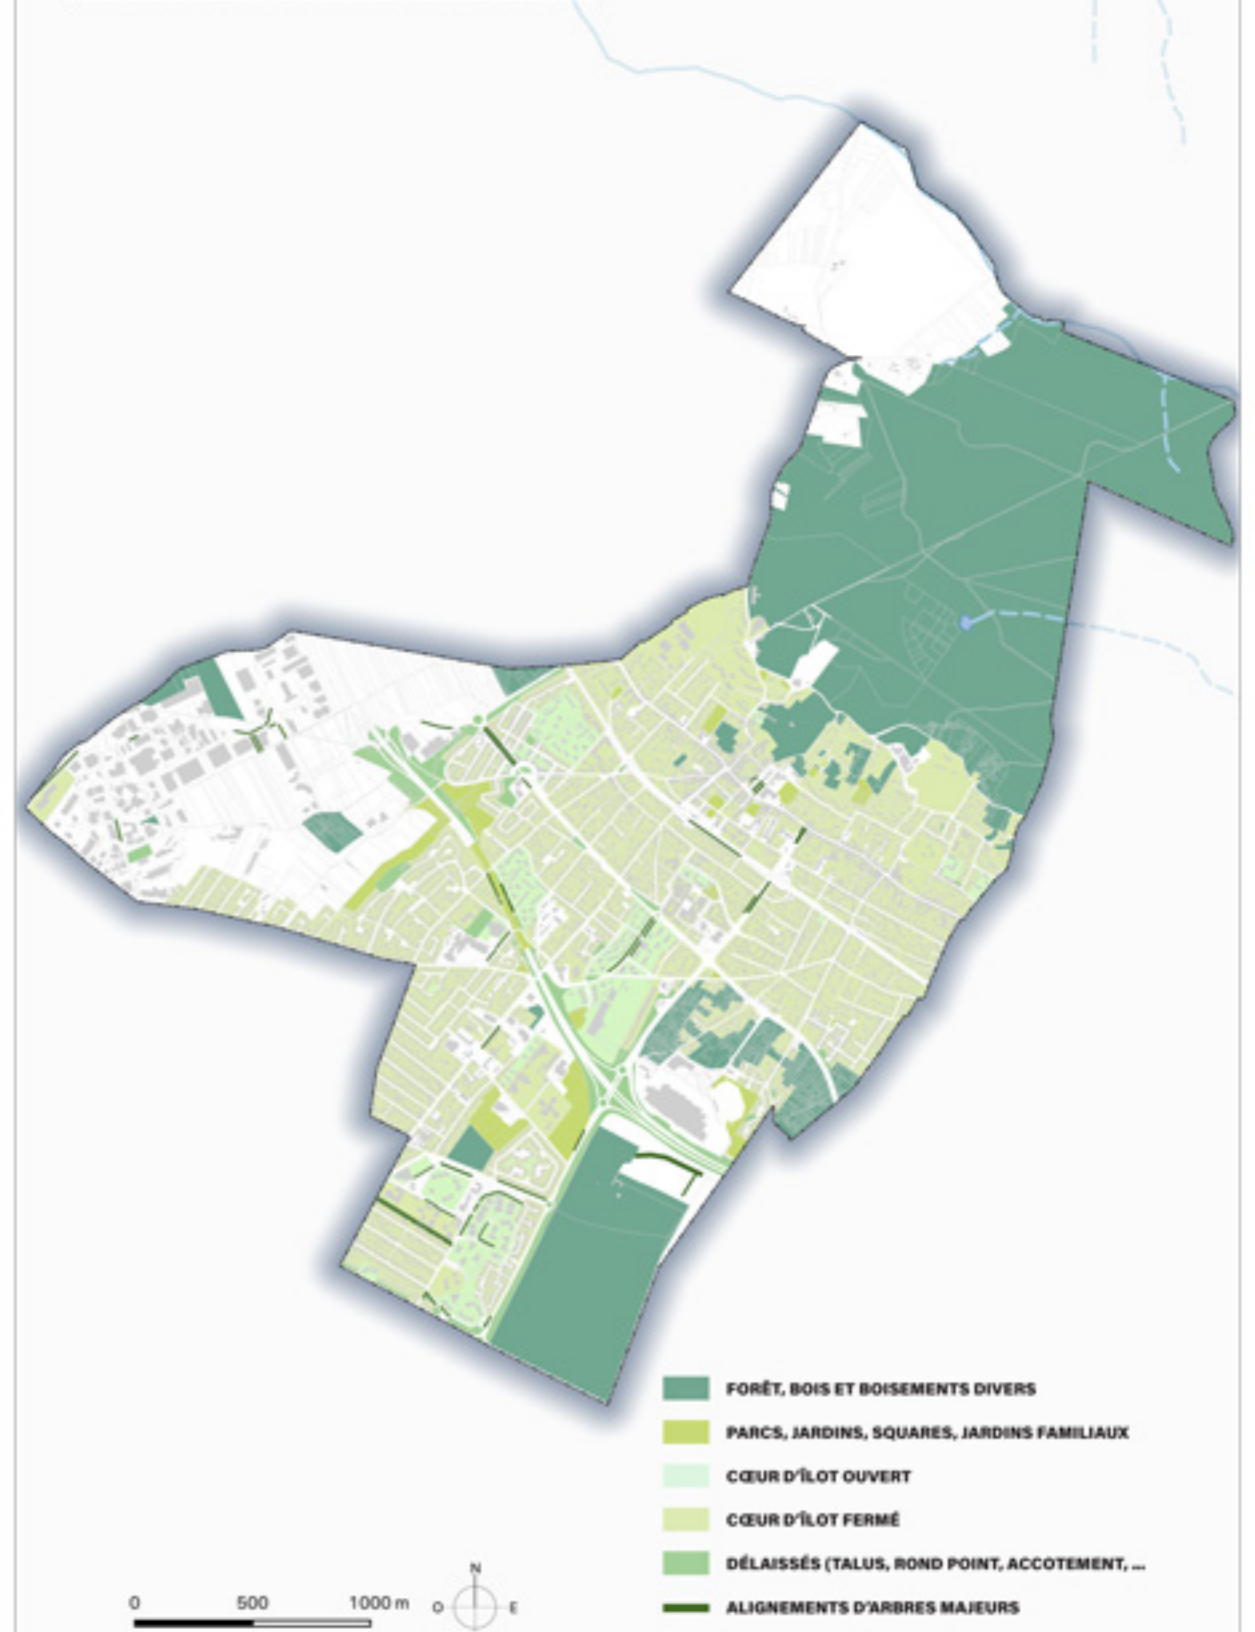 FORÊT, BOIS ET BOISEMENTS DIVERS
PARCS, JARDINS, SQUARES, JARDINS FAMILIAUX
CŒUR D'ÎLOT OUVERT
CŒUR D'ÎLOT FERMÉ
DÉLAISSÉS (TALUS, ROND POINT, ACCOTEMENT, ...
ALIGNEMENTS D'ARBRES MAJEURS
0 500 1000 m
N
O E